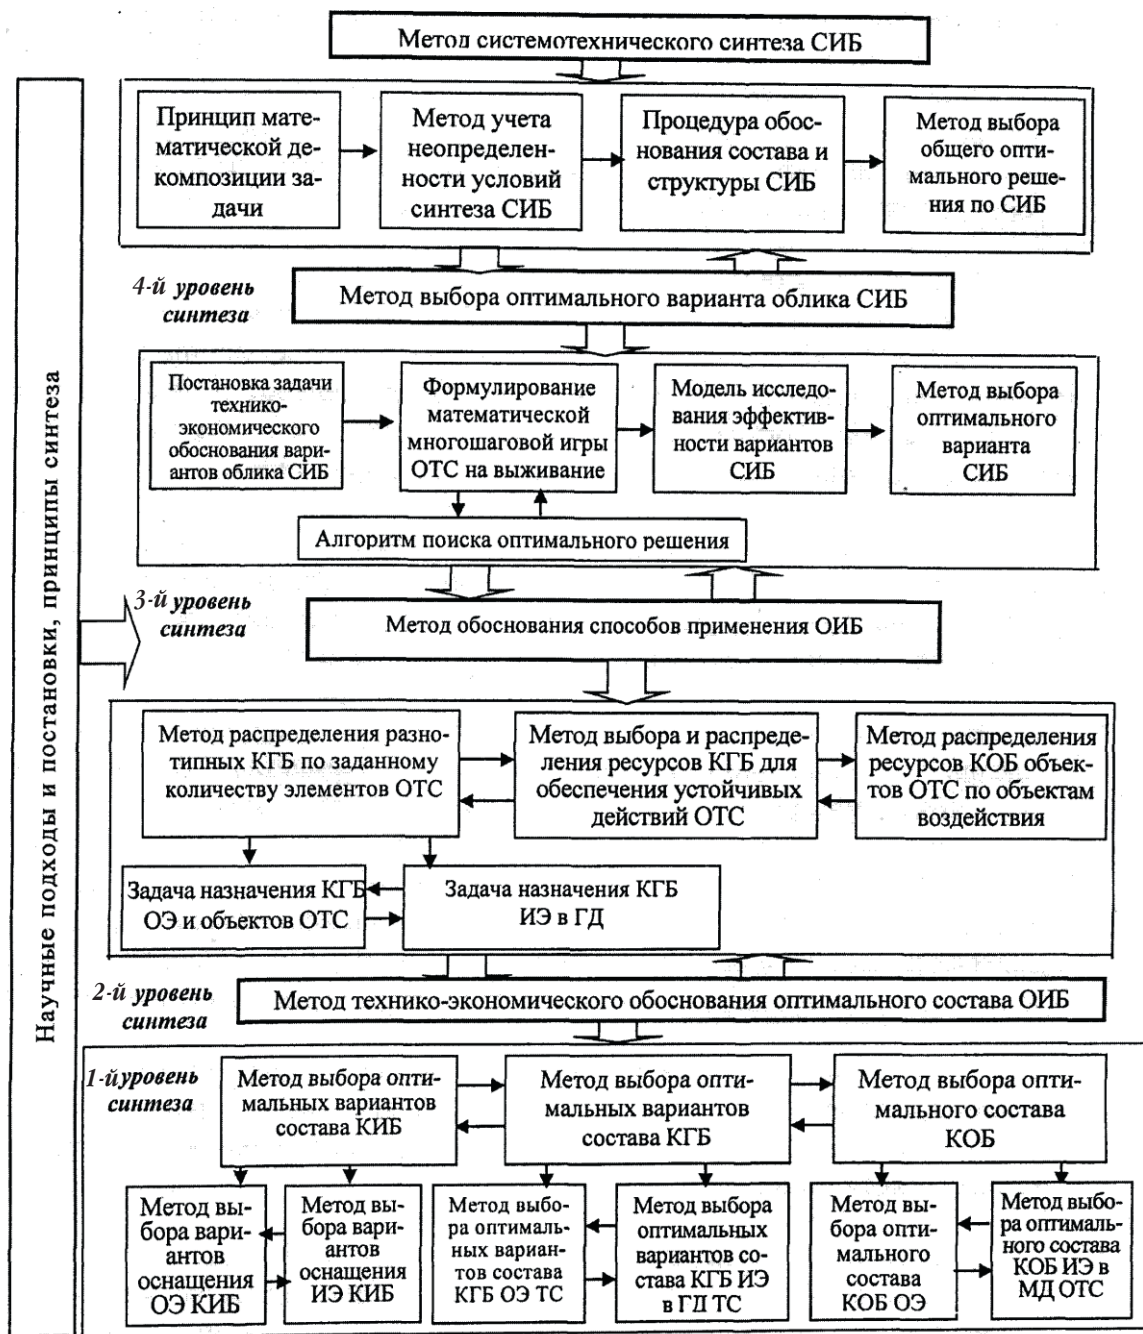 Метод системотехнического синтеза СИБ
Принцип мате-
матической де-
композиции за-
дачи
Метод учета
неопределен-
ности условий
синтеза СИБ
Процедура обос-
нования состава и
структуры СИБ
Метод выбора
общего опти-
мального реше-
ния по СИБ
4-й уровень
синтеза
Метод выбора оптимального варианта облика СИБ
Постановка задачи
технико-
экономического
обоснования вари-
антов облика СИБ
Формулирование
математической
многошаговой игры
ОТС на выживание
Модель исследо-
вания эффектив-
ности вариантов
СИБ
Метод выбора
оптимального
варианта
СИБ
Алгоритм поиска оптимального решения
Научные подходы и постановки, принципы синтеза
3-й уровень
синтеза
Метод обоснования способов применения ОИБ
Метод распределения разно-
типных КГБ по заданному
количеству элементов ОТС
Метод выбора и распреде-
ления ресурсов КГБ для
обеспечения устойчивых
действий ОТС
Метод распределения
ресурсов КОБ объек-
тов ОТС по объектам
воздействия
Задача назначения КГБ
ОЭ и объектов ОТС
Задача назначения КГБ
ИЭ в ГД
2-й уровень
синтеза
Метод технико-экономического обоснования оптимального состава ОИБ
1-й уровень
синтеза
Метод выбора опти-
мальных вариантов
состава КИБ
Метод выбора опти-
мальных вариантов
состава КГБ
Метод выбора опти-
мального состава
КОБ
Метод вы-
бора вари-
антов
оснащения
ОЭ КИБ
Метод вы-
бора вари-
антов
оснащения
ИЭ КИБ
Метод выбо-
ра оптималь-
ных вариан-
тов состава
КГБ ОЭ ТС
Метод выбора
оптимальных
вариантов со-
става КГБ ИЭ
в ГД ТС
Метод вы-
бора опти-
мального
состава
КОБ ОЭ
Метод выбо-
ра оптималь-
ного состава
КОБ ИЭ в
МД ОТС